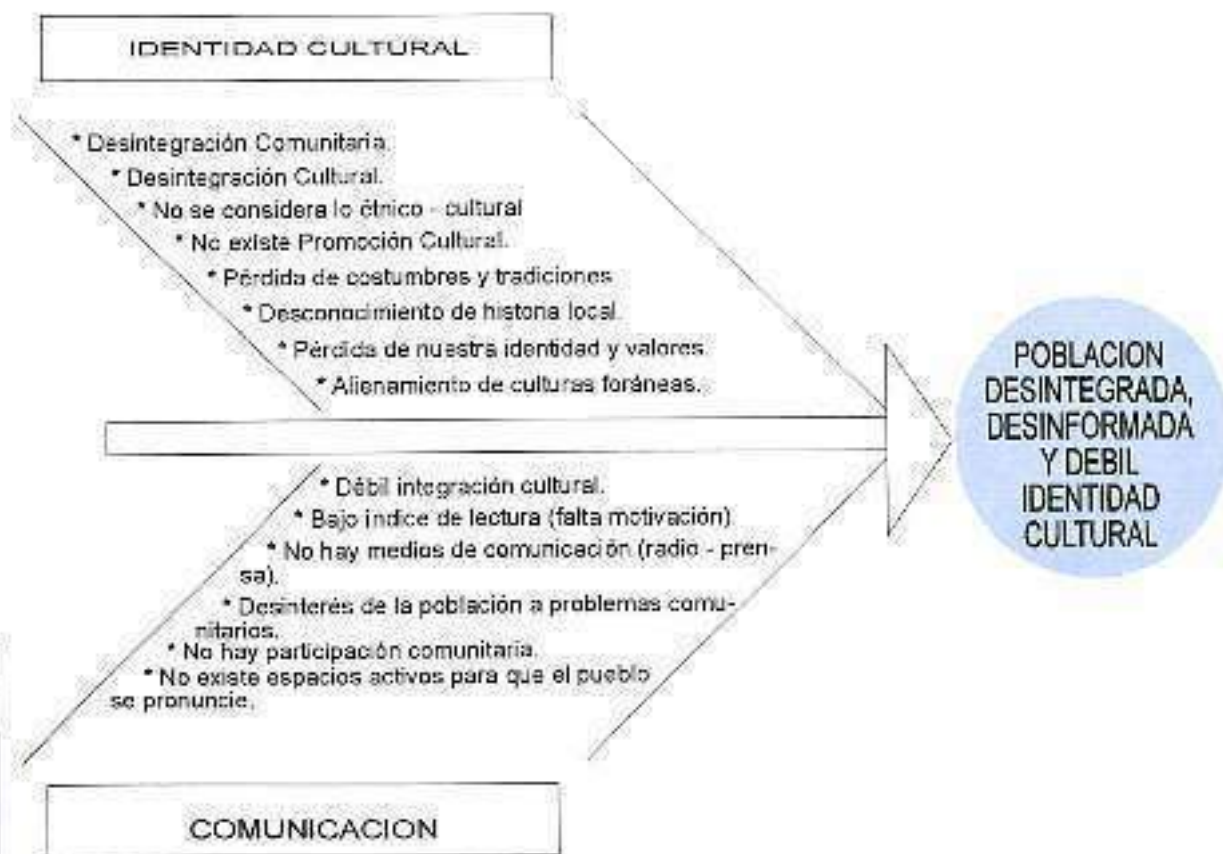 IDENTIDAD CULTURAL
* Desintegración Comunitaria.
* Desintegración Cultural.
* No se considera lo étnico - cultural
* No existe Promoción Cultural.
* Pérdida de costumbres y tradiciones
* Desconocimiento de historia local.
* Pérdida de nuestra identidad y valores.
* Alienamiento de culturas foráneas.
* Débil integración cultural.
* Bajo índice de lectura (falta motivación)
* No hay medios de comunicación (radio - pren-
sa).
* Desinterés de la población a problemas comu-
nitarios.
* No hay participación comunitaria.
* No existe espacios activos para que el pueblo
se pronuncie.
COMUNICACION
POBLACION
DESINTEGRADA,
DESINFORMADA
Y DEBIL
IDENTIDAD
CULTURAL